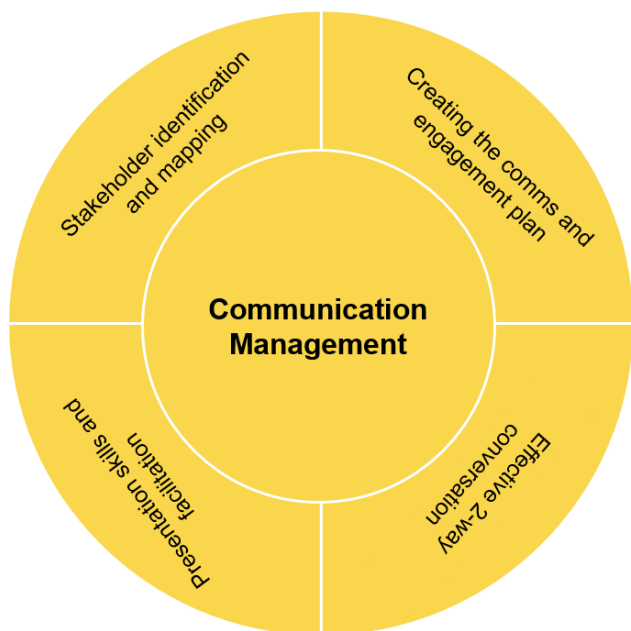 Stakeholder identification
and mapping
Creating the comms and
engagement plan
Communication
Management
Presentation skills and
facilitation
Effective 2-way
conversation